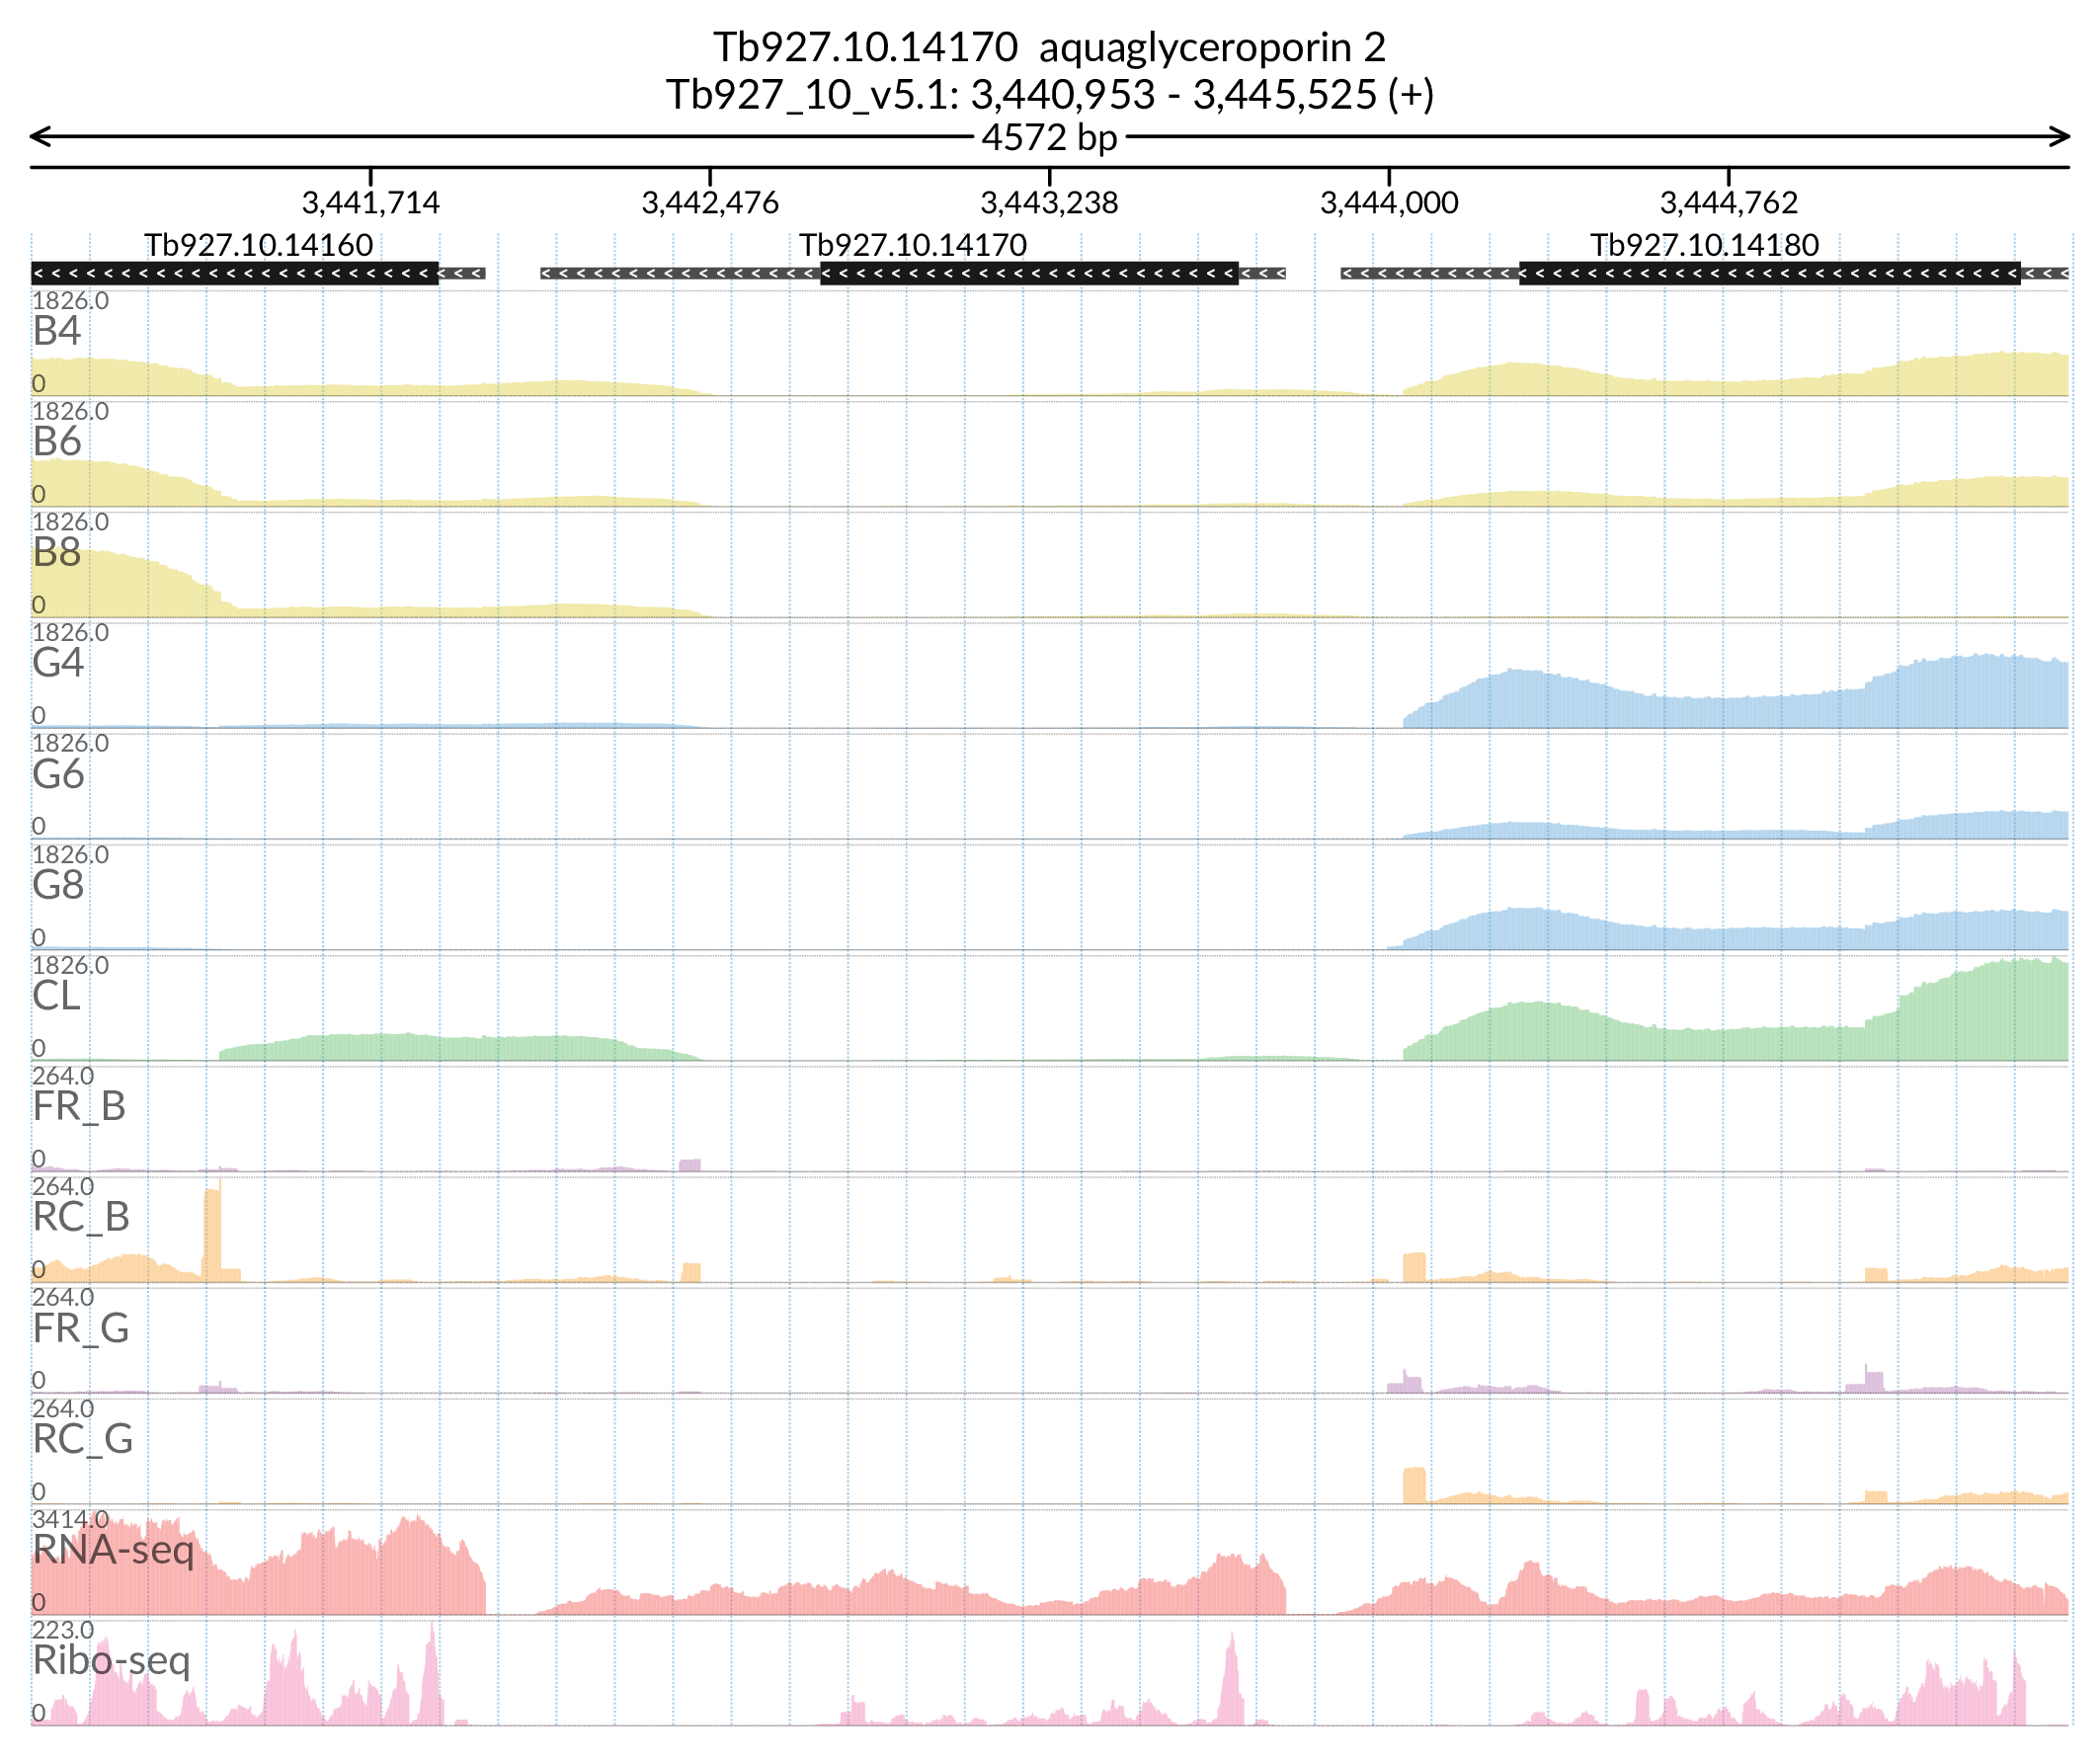 Tb927.10.14170 aquaglyceroporin 2
Tb927_10_v5.1: 3,440,953 - 3,445,525 (+)
4572 bp
3,441,714 3,442,476 3,443,238 3,444,000 3,444,762
Tb927.10.14160 Tb927.10.14170 Tb927.10.14180
1826.0
B4
0
1826.0
B6
0
1826.0
B8
0
1826.0
G4
0
1826.0
G6
0
1826.0
G8
0
1826.0
CL
0
264.0
FR_B
0
264.0
RC_B
0
264.0
FR_G
0
264.0
RC_G
0
3414.0
RNA-seq
0
223.0
Ribo-seq
0